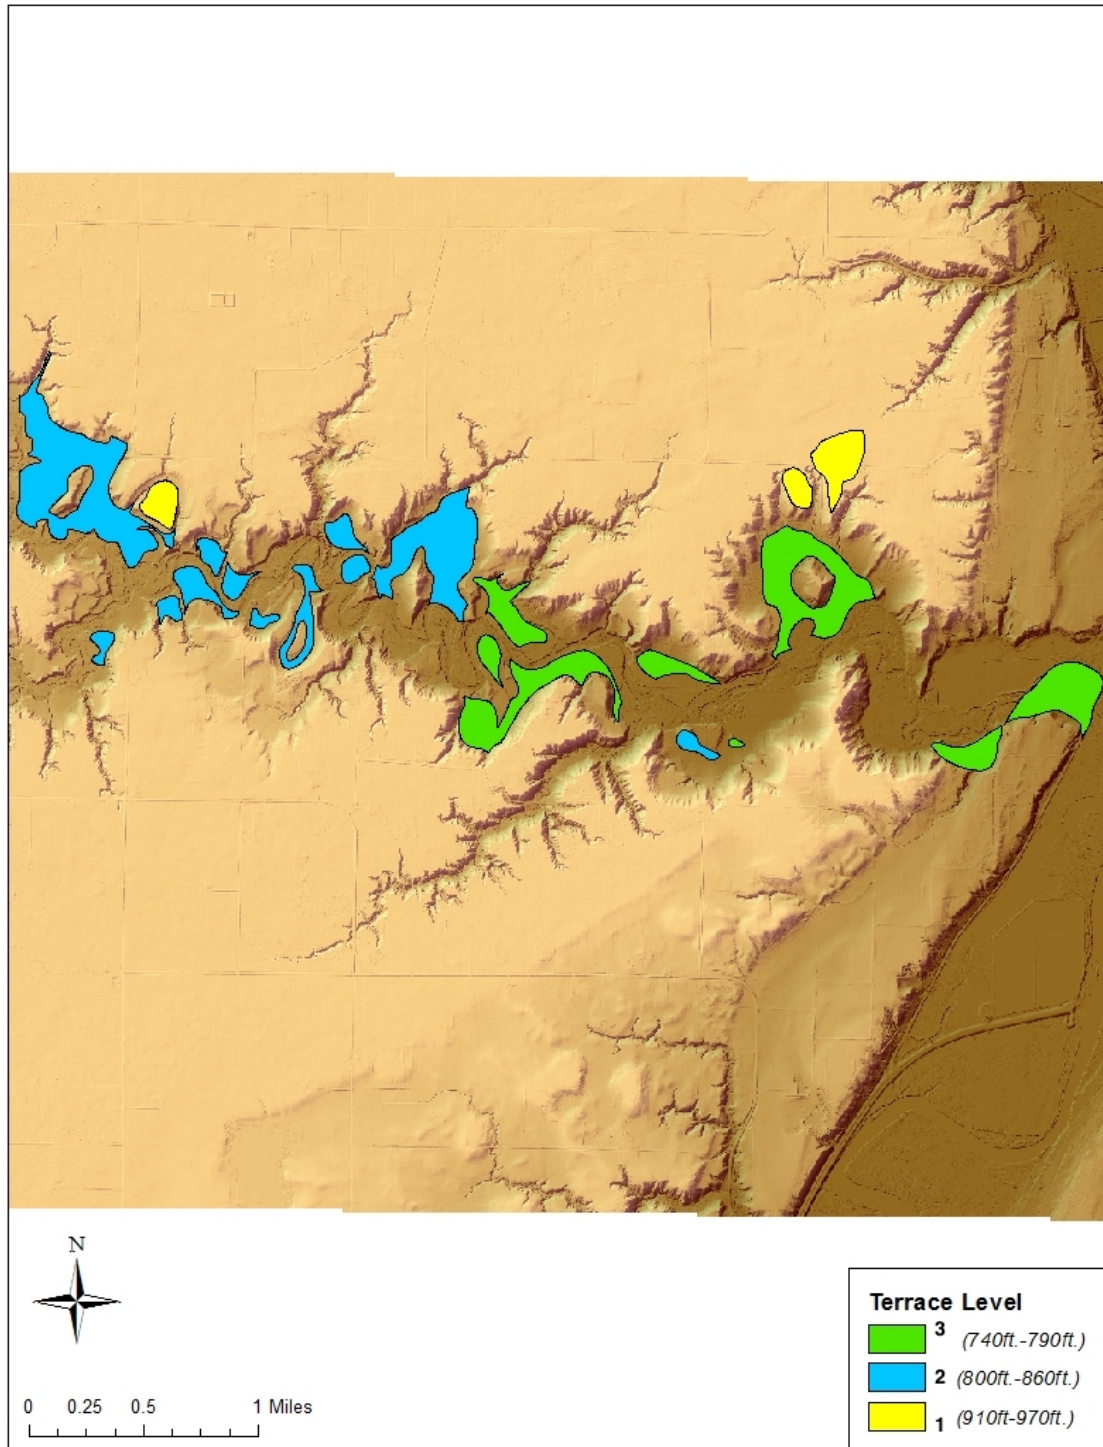 N
0 0.25 0.5 1 Miles
Terrace Level
3 (740ft.-790ft.)
2 (800ft.-860ft.)
1 (910ft-970ft.)